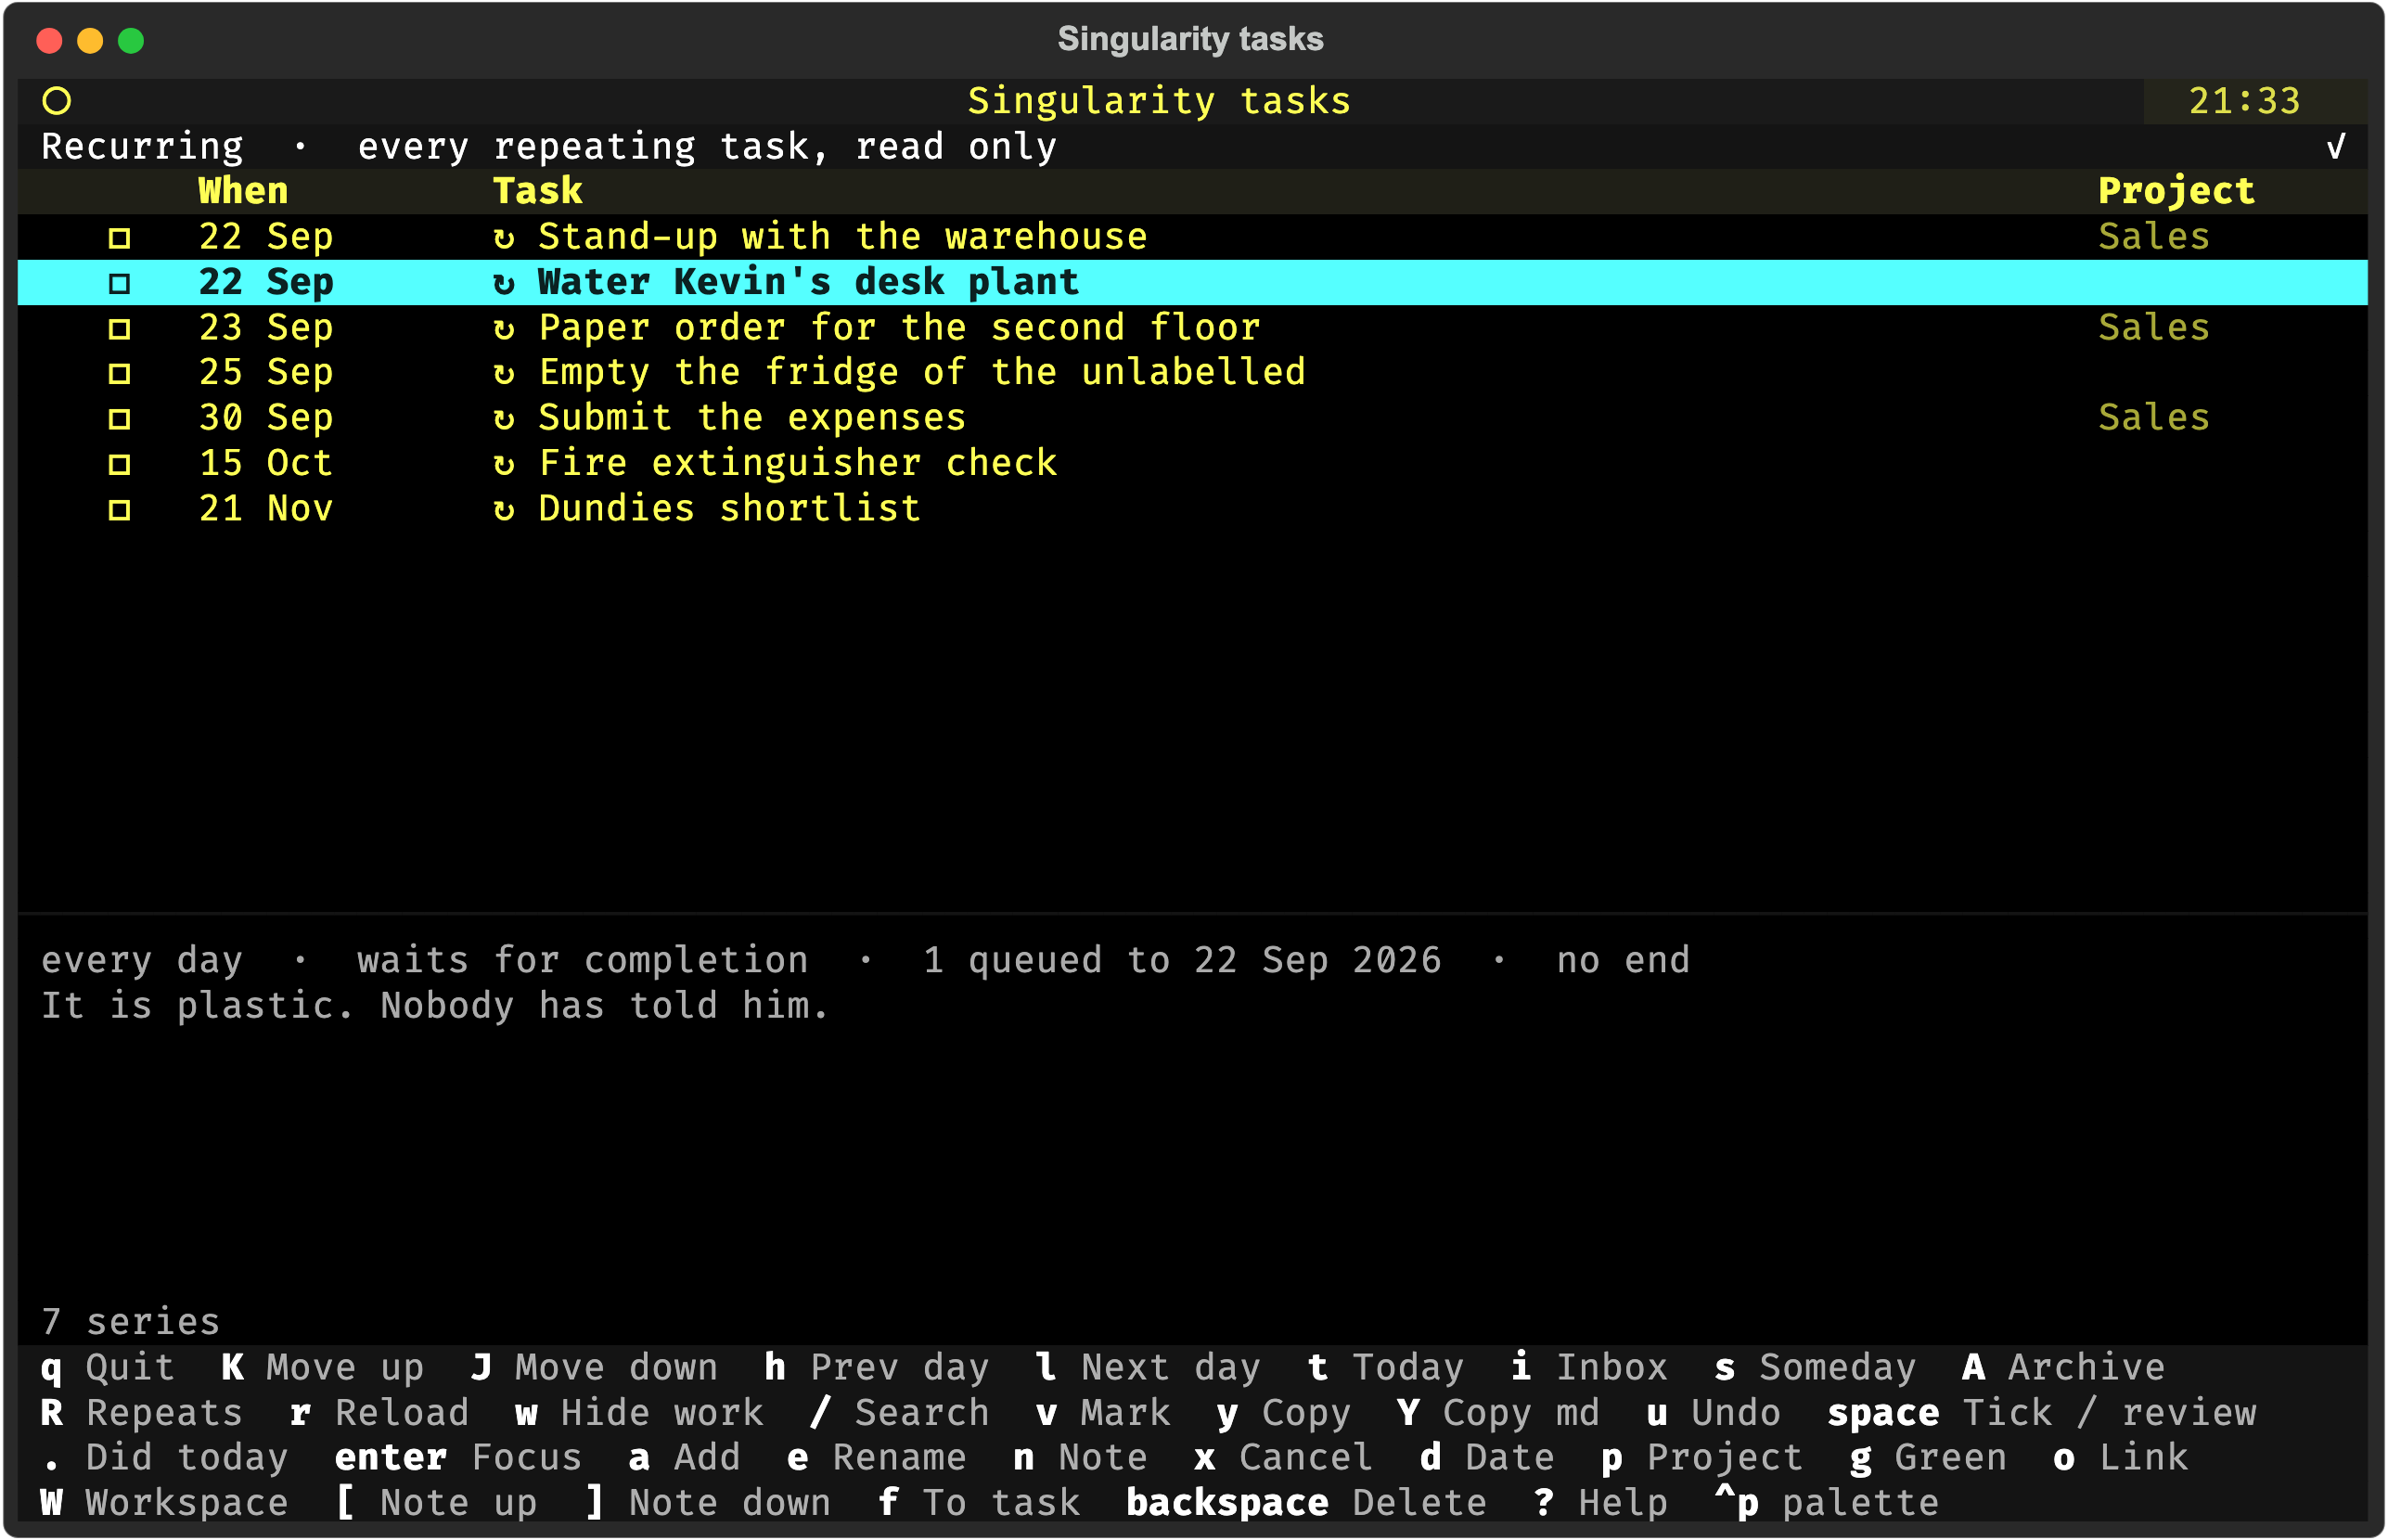 Singularity tasks
Singularity tasks 21:33
Recurring · every repeating task, read only √
When Task Project
22 Sep ↻ Stand-up with the warehouse Sales
22 Sep ↻ Water Kevin's desk plant
23 Sep ↻ Paper order for the second floor Sales
25 Sep ↻ Empty the fridge of the unlabelled
30 Sep ↻ Submit the expenses Sales
15 Oct ↻ Fire extinguisher check
21 Nov ↻ Dundies shortlist
every day · waits for completion · 1 queued to 22 Sep 2026 · no end
It is plastic. Nobody has told him.
7 series
q Quit K Move up J Move down h Prev day l Next day t Today i Inbox s Someday A Archive
R Repeats r Reload w Hide work / Search v Mark y Copy Y Copy md u Undo space Tick / review
. Did today enter Focus a Add e Rename n Note x Cancel d Date p Project g Green o Link
W Workspace [ Note up ] Note down f To task backspace Delete ? Help ^p palette